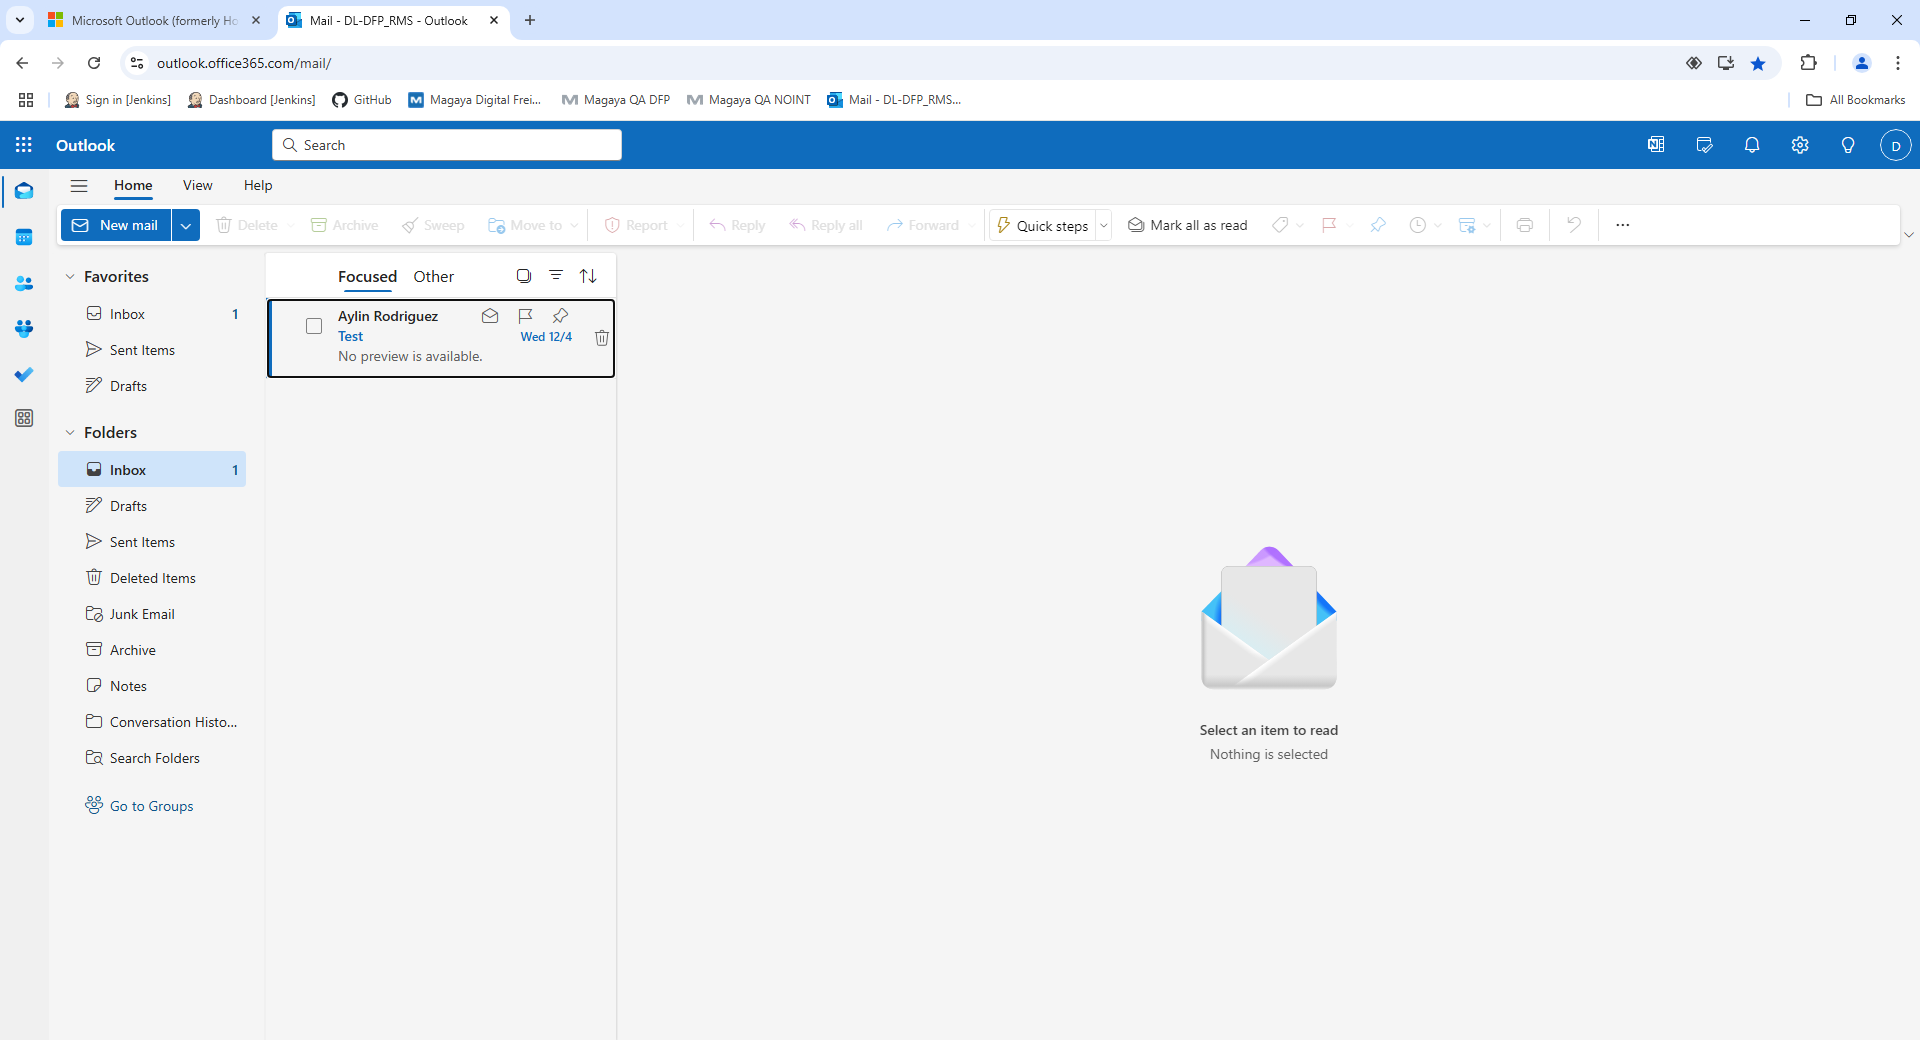 Microsoft Outlook (formerly Ho
Mail - DL-DFP_RMS - Outlook
outlook.office365.com/mail/
Sign in [Jenkins]
Dashboard [Jenkins]
GitHub
Magaya Digital Frei...
Magaya QA DFP
Magaya QA NOINT
Mail - DL-DFP_RMS...
All Bookmarks
Outlook
Search
D
Home
View
Help
New mail
Delete
Archive
Sweep
Move to
Report
Reply
Reply all
Forward
Quick steps
Mark all as read
Favorites
Inbox 1
Sent Items
Drafts
Folders
Inbox 1
Drafts
Sent Items
Deleted Items
Junk Email
Archive
Notes
Conversation Histo...
Search Folders
Go to Groups
Focused
Other
Aylin Rodriguez
Test
Wed 12/4
No preview is available.
Select an item to read
Nothing is selected